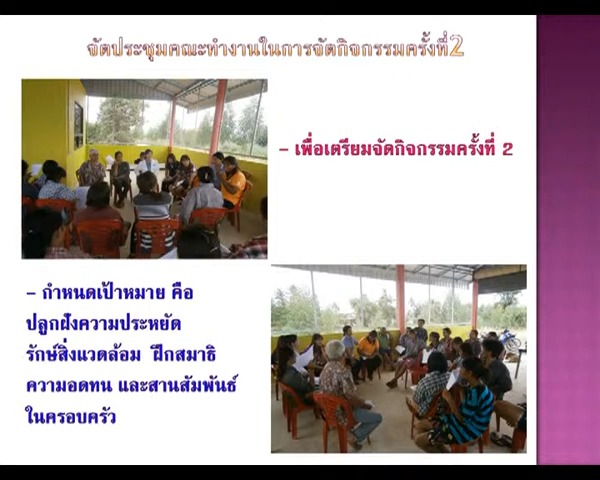 จัดประชุมคณะทำงานในการจัดกิจกรรมครั้งที่2
- เพื่อเตรียมจัดกิจกรรมครั้งที่ 2
- กำหนดเป้าหมาย คือ
ปลูกฝังความประหยัด
รักษ์สิ่งแวดล้อม ฝึกสมาธิ
ความอดทน และสานสัมพันธ์
ในครอบครัว